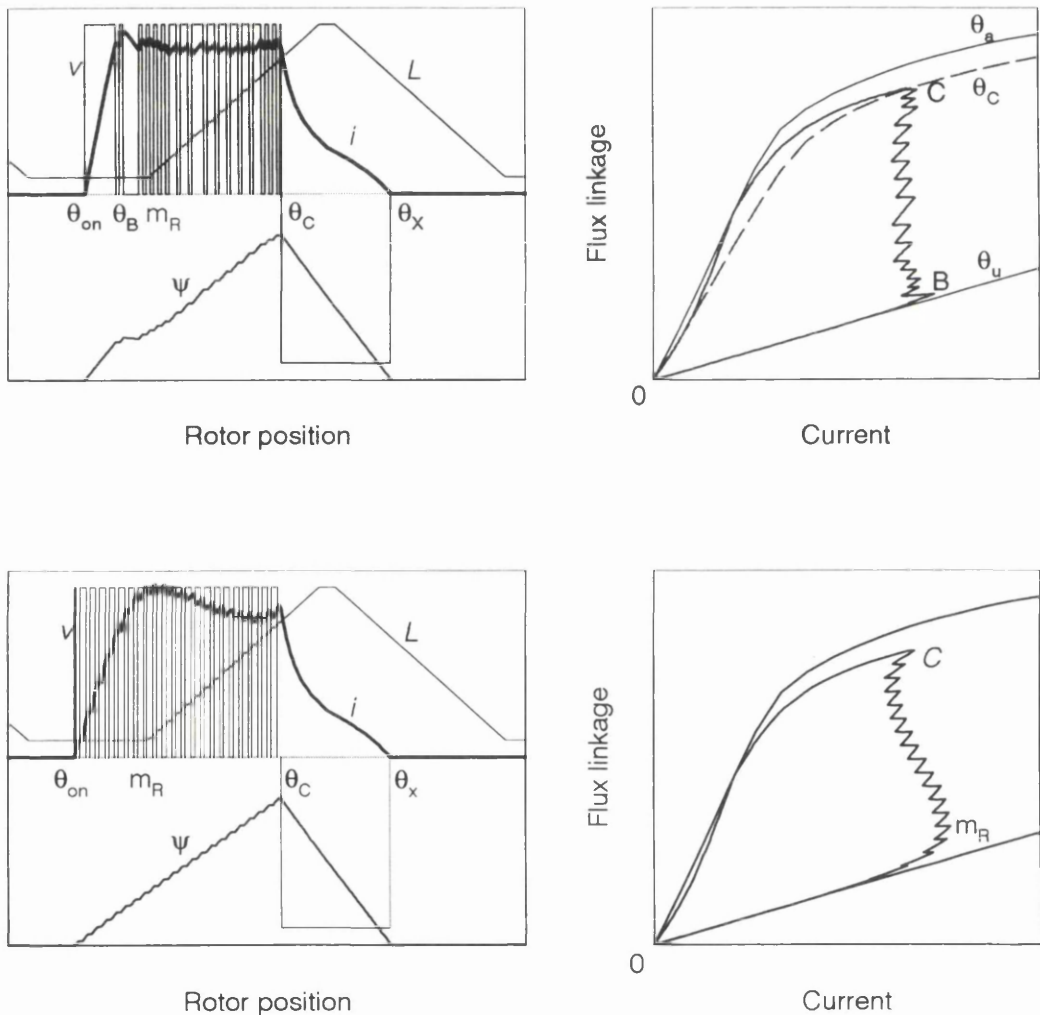 v
L
i
θon θB mR θC θX
ψ
Rotor position
Flux linkage
θa
C
θC
B
θu
0
Current
v
L
i
θon mR θC θx
ψ
Rotor position
Flux linkage
C
mR
0
Current